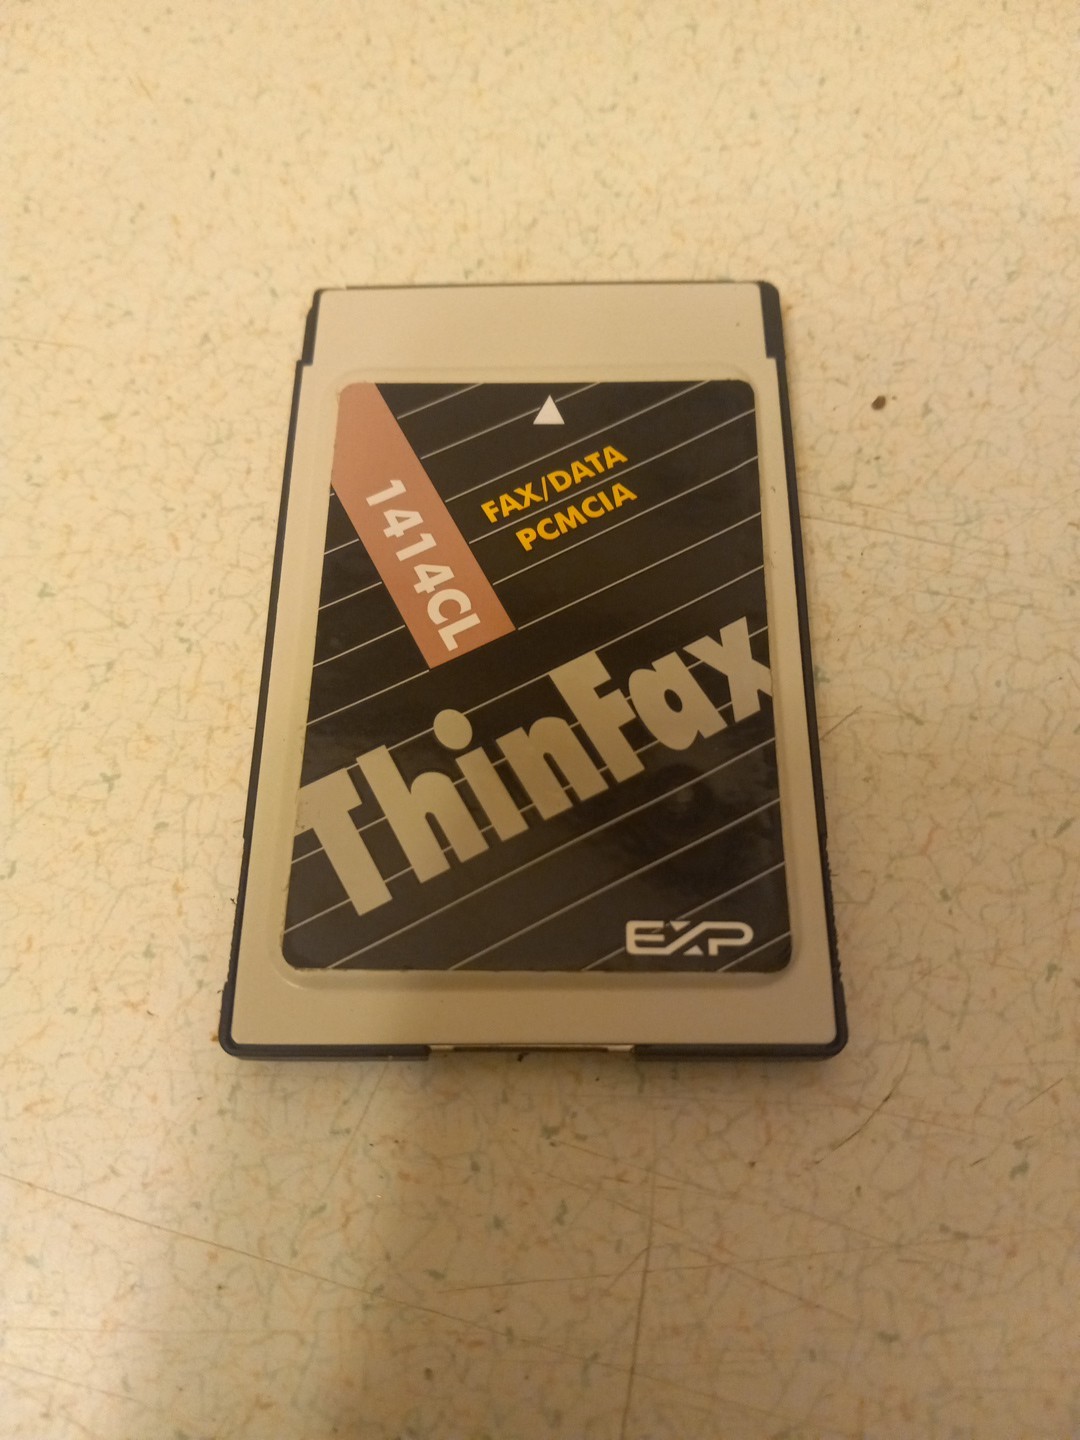 1414CL
FAX/DATA
PCMCIA
ThinFax
EXP